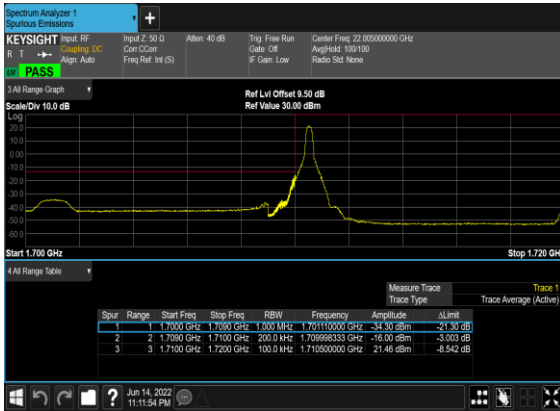 Spectrum Analyzer 1
Spurious Emissions
KEYSIGHT Input: RF Input Z: 50 Ω Atten: 40 dB Trig: Free Run Center Freq: 22.005000000 GHz
R T Coupling: DC Corr CCorr Gate: Off Avg|Hold: 100/100
Align: Auto Freq Ref: Int (S) IF Gain: Low Radio Std: None
PASS
3 All Range Graph
Ref Lvl Offset 9.50 dB
Scale/Div 10.0 dB Ref Value 30.00 dBm
Log
20.0
10.0
0.00
-10.0
-20.0
-30.0
-40.0
-50.0
-60.0
Start 1.700 GHz Stop 1.720 GH
4 All Range Table
Measure Trace Trace 1
Trace Type Trace Average (Active)
Spur Range Start Freq Stop Freq RBW Frequency Amplitude ΔLimit
1 1 1.7000 GHz 1.7090 GHz 1.000 MHz 1.701110000 GHz -34.30 dBm -21.30 dB
2 2 1.7090 GHz 1.7100 GHz 200.0 kHz 1.709998333 GHz -16.00 dBm -3.003 dB
3 3 1.7100 GHz 1.7200 GHz 100.0 kHz 1.710500000 GHz 21.46 dBm -8.542 dB
? Jun 14, 2022
11:11:54 PM